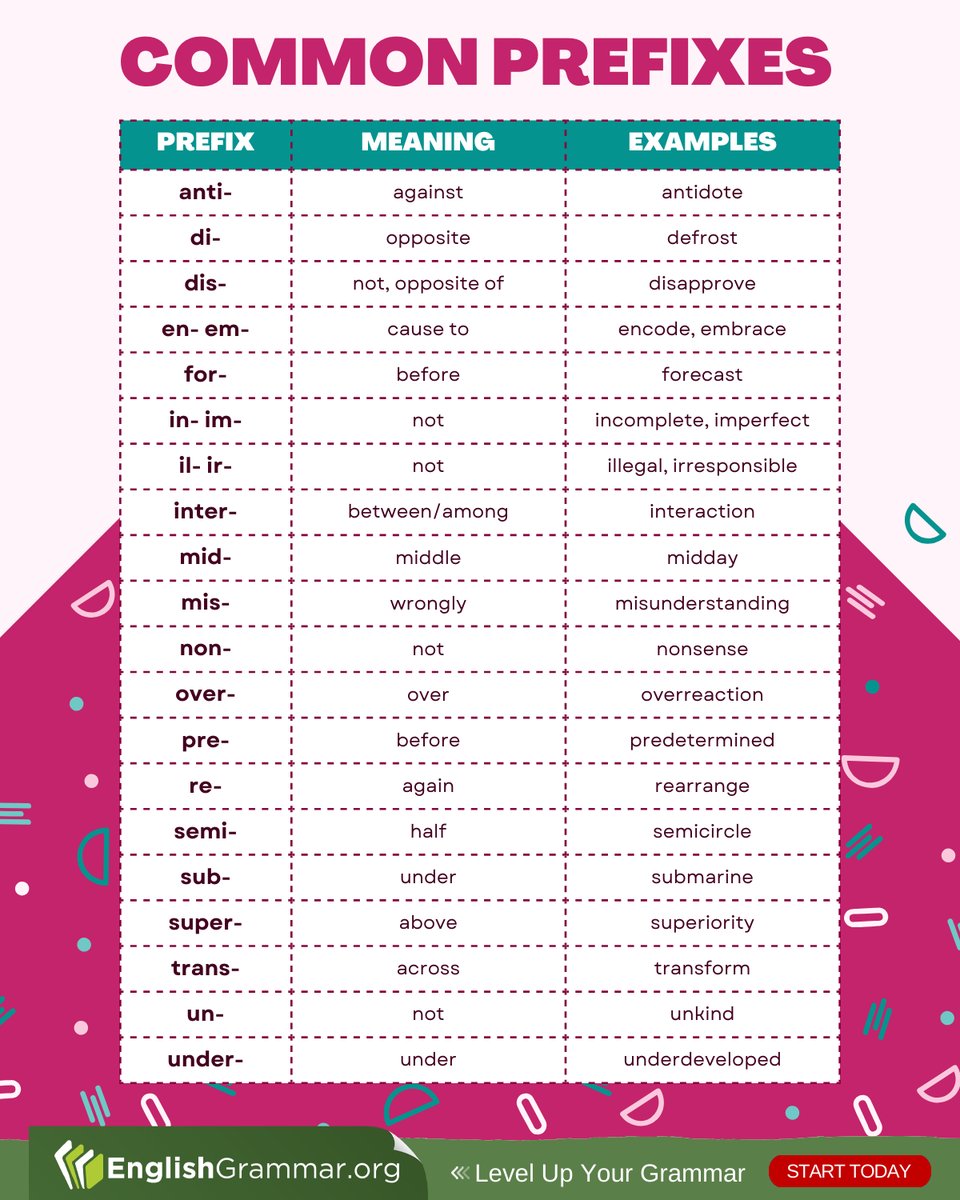 COMMON PREFIXES
PREFIX MEANING EXAMPLES
anti- against antidote
di- opposite defrost
dis- not, opposite of disapprove
en- em- cause to encode, embrace
for- before forecast
in- im- not incomplete, imperfect
il- ir- not illegal, irresponsible
inter- between/among interaction
mid- middle midday
mis- wrongly misunderstanding
non- not nonsense
over- over overreaction
pre- before predetermined
re- again rearrange
semi- half semicircle
sub- under submarine
super- above superiority
trans- across transform
un- not unkind
under- under underdeveloped
EnglishGrammar.org Level Up Your Grammar START TODAY